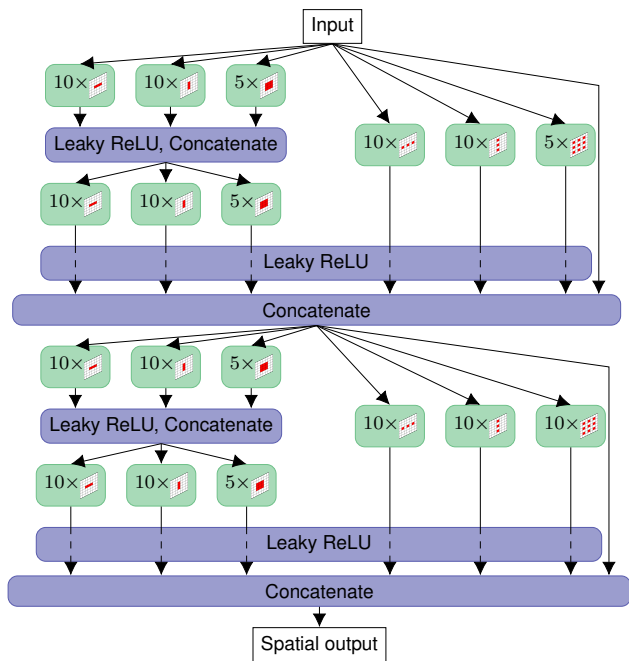 Input
10× 10× 5×
10× 10× 5×
Leaky ReLU, Concatenate
10× 10× 5×
Leaky ReLU
Concatenate
10× 10× 5×
10× 10× 10×
Leaky ReLU, Concatenate
10× 10× 5×
Leaky ReLU
Concatenate
Spatial output